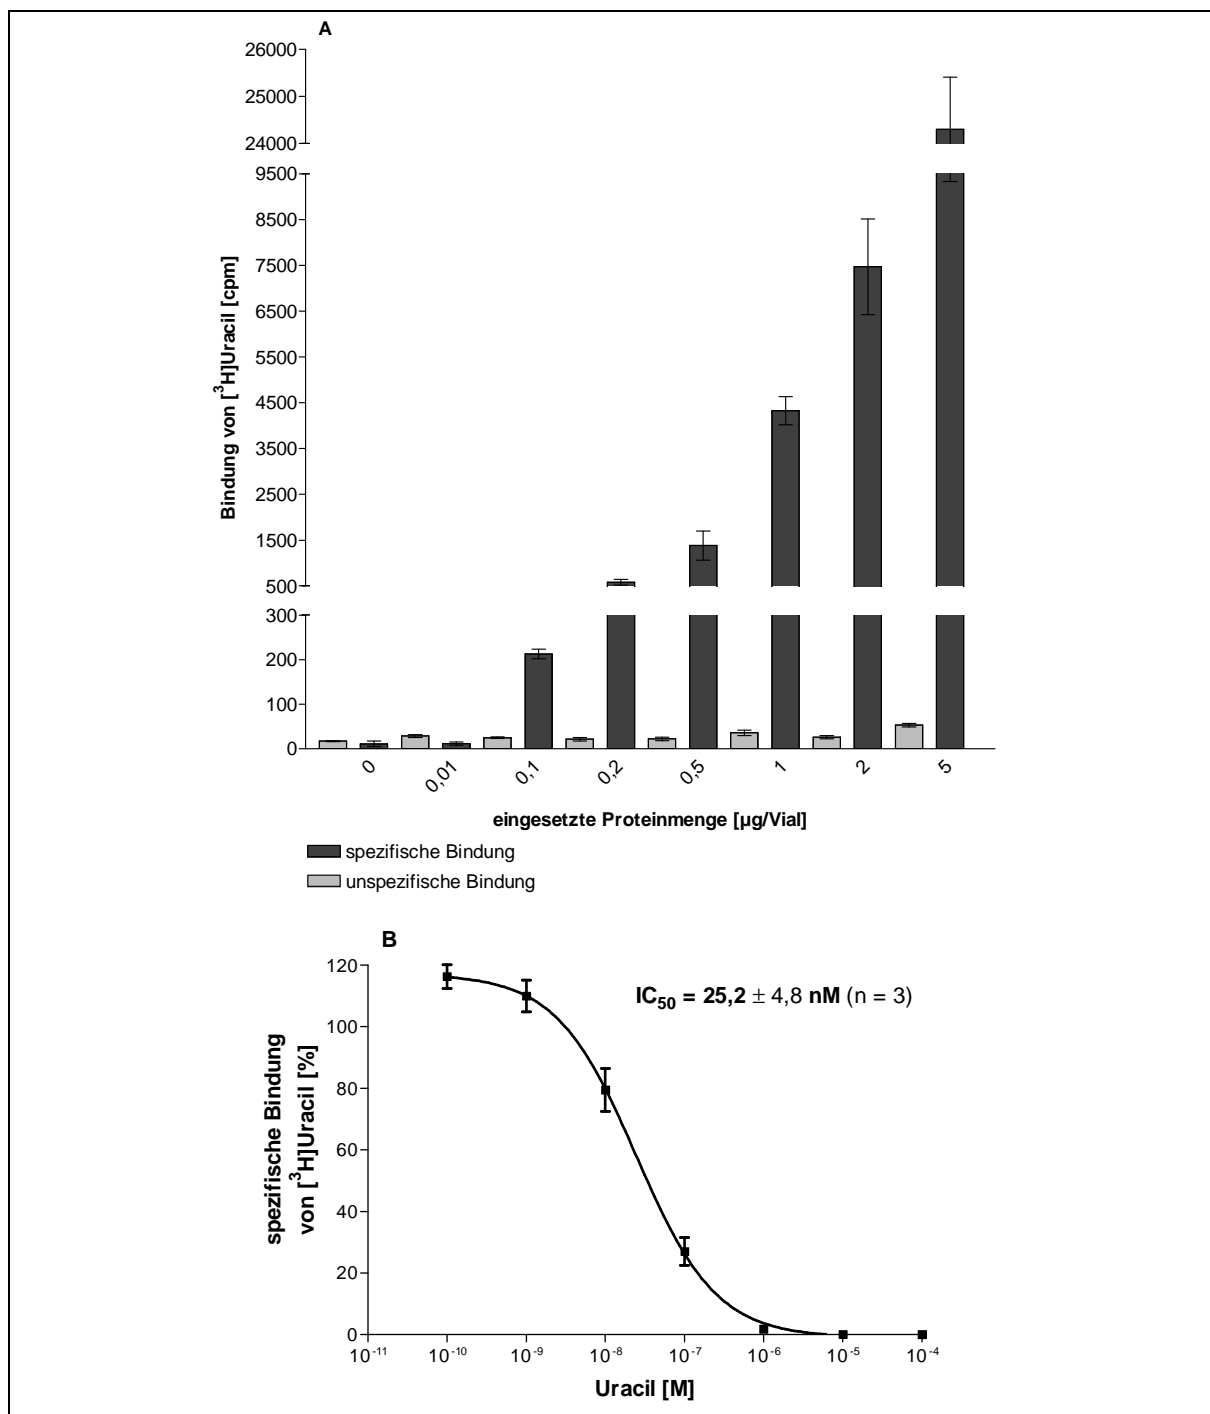 A
26000
25000
24000
9500
8500
7500
6500
5500
4500
3500
2500
1500
500
300
200
100
0
Bindung von [³H]Uracil [cpm]
0 0,01 0,1 0,2 0,5 1 2 5
eingesetzte Proteinmenge [µg/Vial]
spezifische Bindung
unspezifische Bindung
B
IC₅₀ = 25,2 ± 4,8 nM (n = 3)
120
100
80
60
40
20
0
spezifische Bindung
von [³H]Uracil [%]
10⁻¹¹ 10⁻¹⁰ 10⁻⁹ 10⁻⁸ 10⁻⁷ 10⁻⁶ 10⁻⁵ 10⁻⁴
Uracil [M]